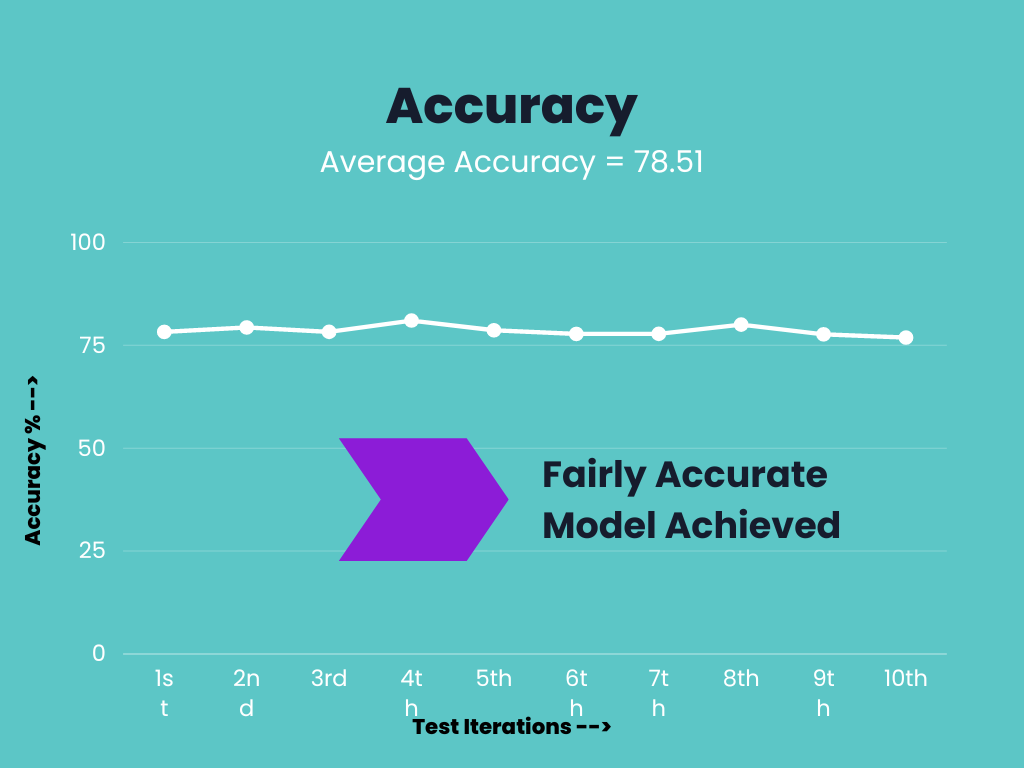 Accuracy
Average Accuracy = 78.51
100
75
50
25
0
Accuracy % -->
Fairly Accurate
Model Achieved
1s 2n 3rd 4t 5th 6t 7t 8th 9t 10th
t d h h h h
Test Iterations -->